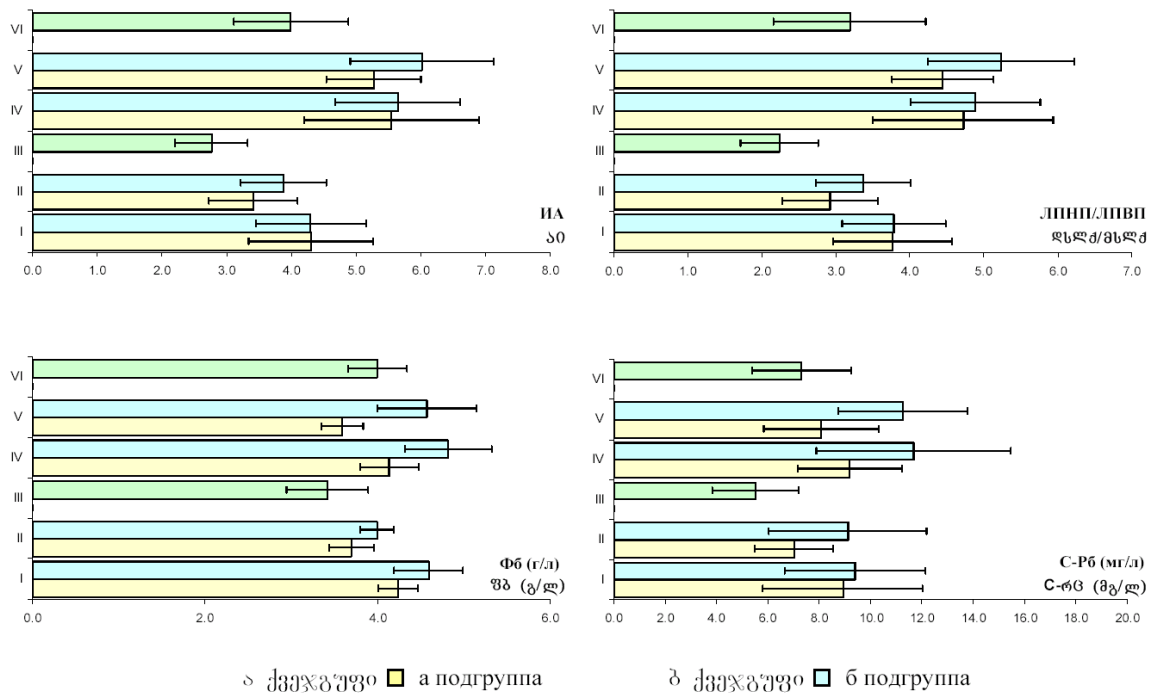 VI
V
IV
III
II
I
ИА
აი
0.0 1.0 2.0 3.0 4.0 5.0 6.0 7.0 8.0
VI
V
IV
III
II
I
ЛПНП/ЛПВП
დსლქ/მსლქ
0.0 1.0 2.0 3.0 4.0 5.0 6.0 7.0
VI
V
IV
III
II
I
Фб (г/л)
ფბ (გ/ლ)
0.0 2.0 4.0 6.0
VI
V
IV
III
II
I
С-Рб (мг/л)
C-რც (მგ/ლ)
0.0 2.0 4.0 6.0 8.0 10.0 12.0 14.0 16.0 18.0 20.0
ა ქვეჯგუფი а подгруппа ბ ქვეჯგუფი б подгруппа